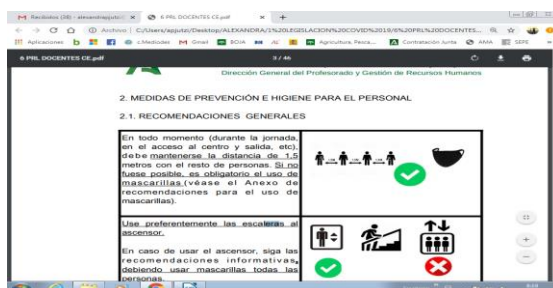 6 PRL DOCENTES CE.pdf
Archivo | C:/Users/apputzi/Desktop/ALEXANDRA/1%20LEGISLACION%20COVID%2019/6%20PRL%20DOCENTES...
Aplicaciones
s.Mediodes M Gmail BOJA
Agricultura, Pesca...
Contratación Junta
AMA
SEPE
6 PRL DOCENTES CE.pdf
3 / 46
Dirección General del Profesorado y Gestión de Recursos Humanos
2. MEDIDAS DE PREVENCIÓN E HIGIENE PARA EL PERSONAL
2.1. RECOMENDACIONES GENERALES
En todo momento (durante la jornada,
en el acceso al centro y salida, etc),
debe mantenerse la distancia de 1,5
metros con el resto de personas. Si no
fuese posible, es obligatorio el uso de
mascarillas (véase el Anexo de
recomendaciones para el uso de
mascarillas).
Use preferentemente las escaleras al
ascensor.
En caso de usar el ascensor, siga las
recomendaciones informativas,
debiendo usar mascarillas todas las
personas.